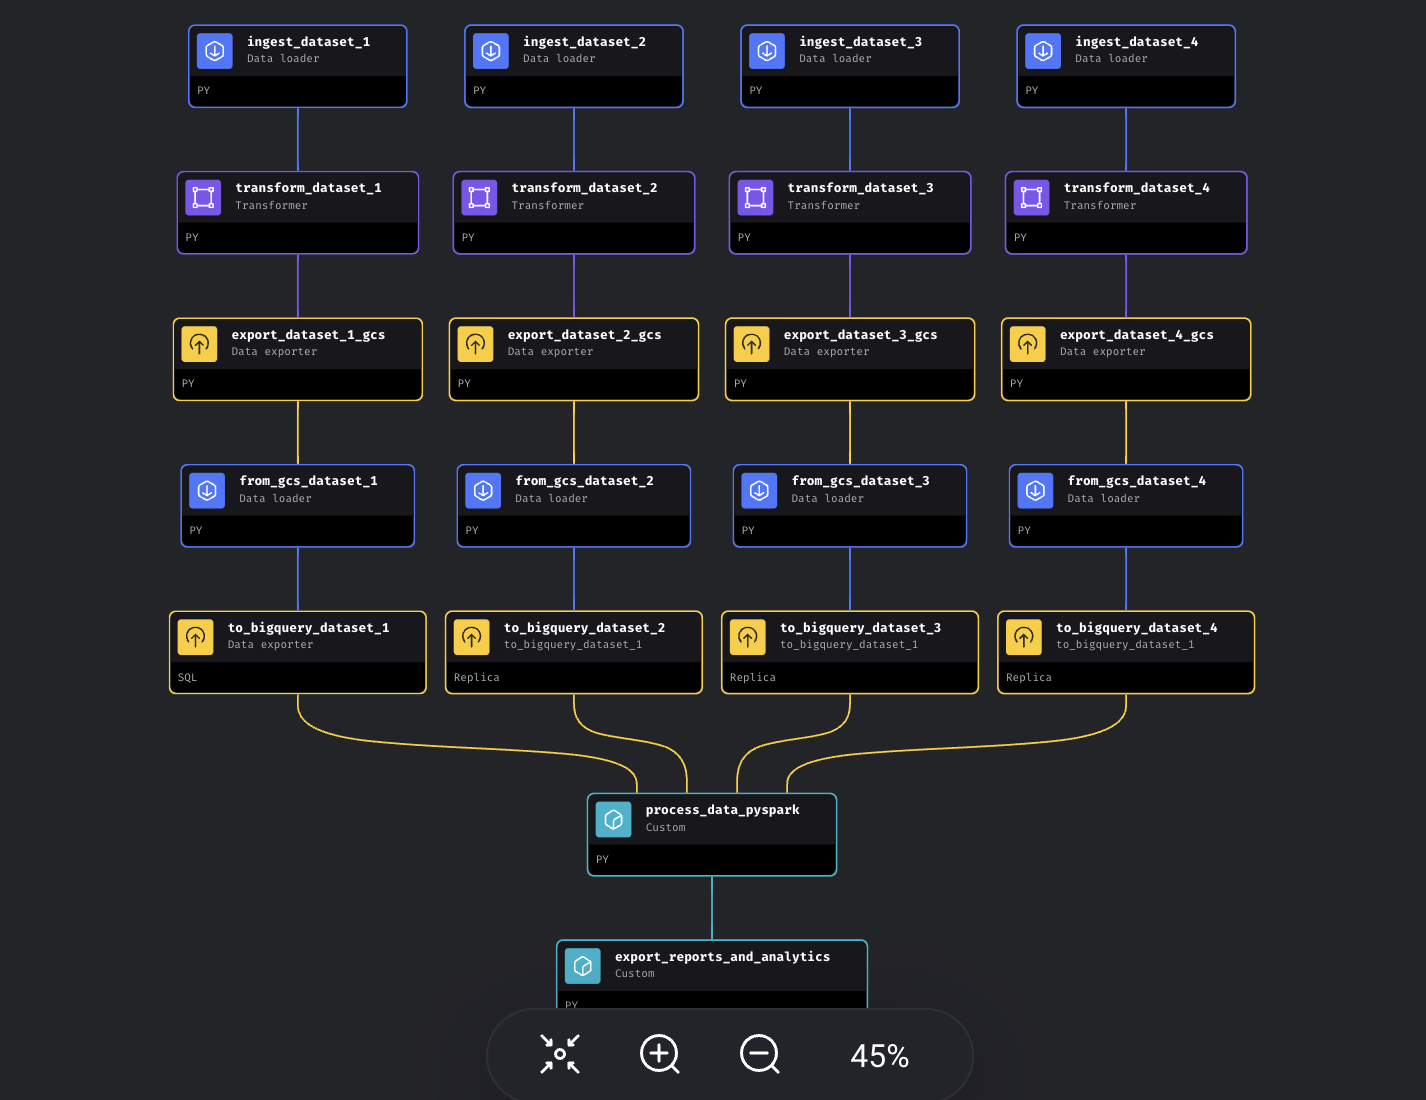 ingest_dataset_1
Data loader
PY
ingest_dataset_2
Data loader
PY
ingest_dataset_3
Data loader
PY
ingest_dataset_4
Data loader
PY
transform_dataset_1
Transformer
PY
transform_dataset_2
Transformer
PY
transform_dataset_3
Transformer
PY
transform_dataset_4
Transformer
PY
export_dataset_1_gcs
Data exporter
PY
export_dataset_2_gcs
Data exporter
PY
export_dataset_3_gcs
Data exporter
PY
export_dataset_4_gcs
Data exporter
PY
from_gcs_dataset_1
Data loader
PY
from_gcs_dataset_2
Data loader
PY
from_gcs_dataset_3
Data loader
PY
from_gcs_dataset_4
Data loader
PY
to_bigquery_dataset_1
Data exporter
SQL
to_bigquery_dataset_2
to_bigquery_dataset_1
Replica
to_bigquery_dataset_3
to_bigquery_dataset_1
Replica
to_bigquery_dataset_4
to_bigquery_dataset_1
Replica
process_data_pyspark
Custom
PY
export_reports_and_analytics
Custom
PY
45%